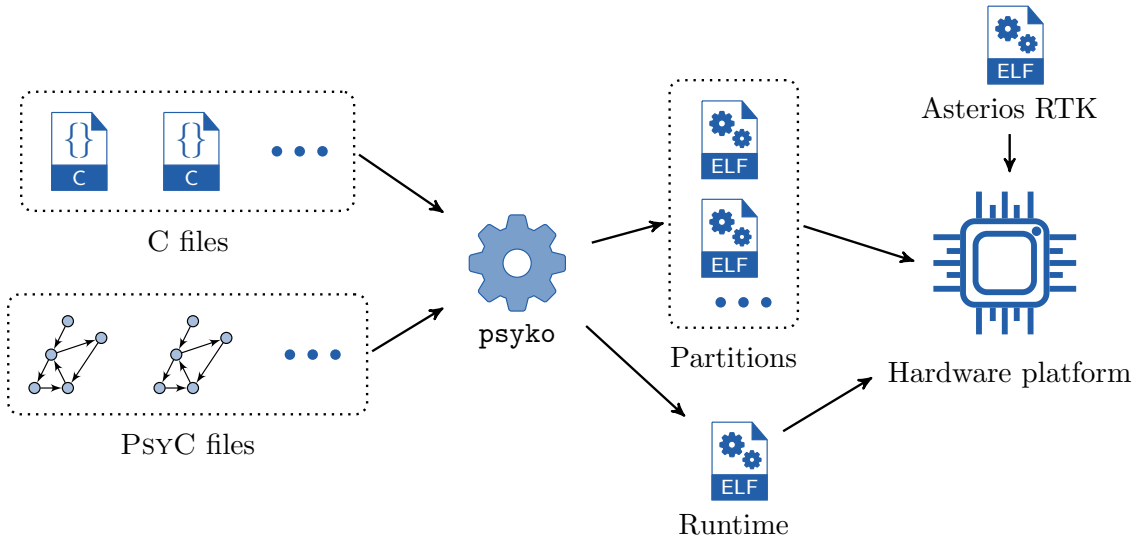 {} C
{} C
C files
PsyC files
psyko
ELF
ELF
Partitions
ELF
Runtime
ELF
Asterios RTK
Hardware platform